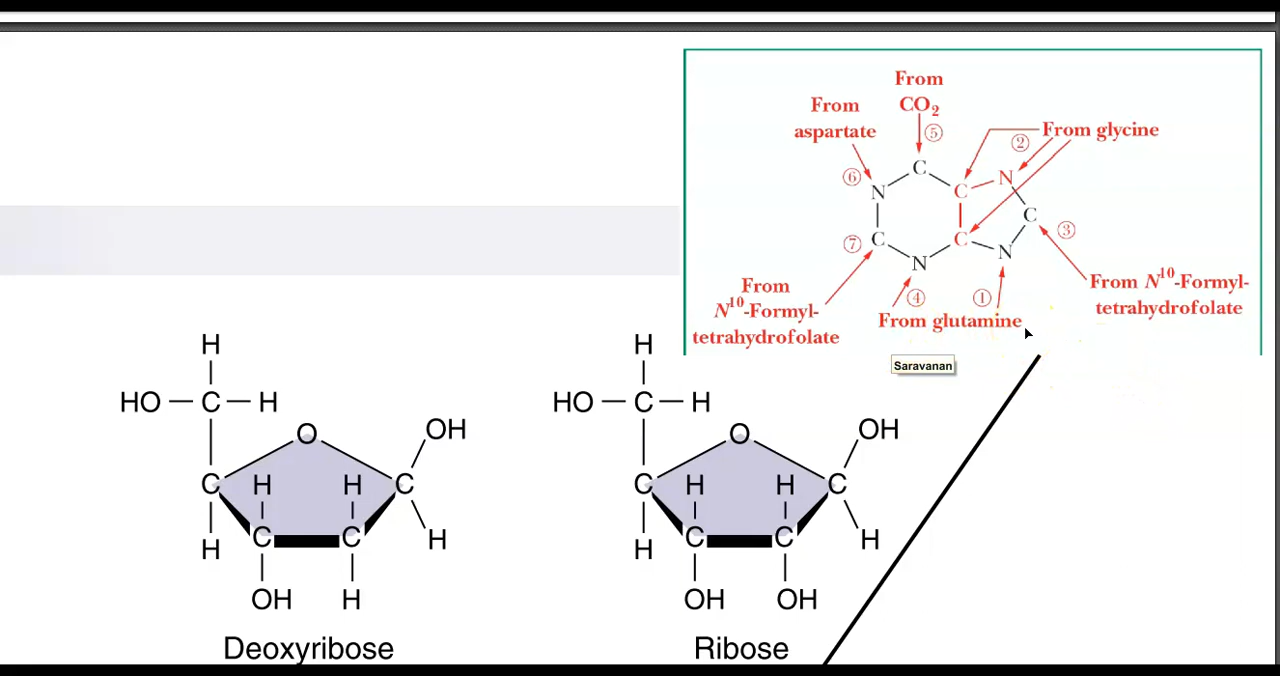 From
CO2
From
aspartate
⑤
From glycine
②
⑥
C
N
C
N
C
③
⑦
C
C
N
N
From
N10-Formyl-
tetrahydrofolate
④
①
From glutamine
From N10-Formyl-
tetrahydrofolate
Saravanan
H
HO C H
O
OH
C H H C
H C C H
OH H
Deoxyribose
H
HO C H
O
OH
C H H C
H C C H
OH OH
Ribose